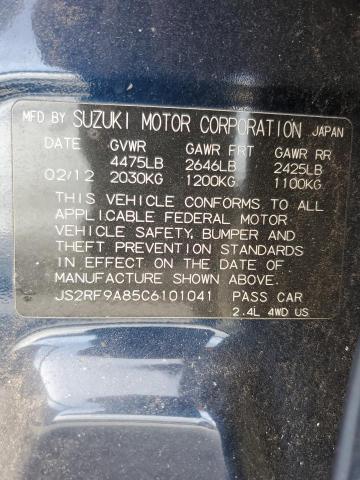 MFD BY SUZUKI MOTOR CORPORATION JAPAN
DATE GVWR GAWR FRT GAWR RR
4475LB 2646LB 2425LB
02/12 2030KG 1200KG 1100KG
THIS VEHICLE CONFORMS TO ALL
APPLICABLE FEDERAL MOTOR
VEHICLE SAFETY, BUMPER AND
THEFT PREVENTION STANDARDS
IN EFFECT ON THE DATE OF
MANUFACTURE SHOWN ABOVE.
JS2RF9A85C6101041 PASS CAR
2.4L 4WD US